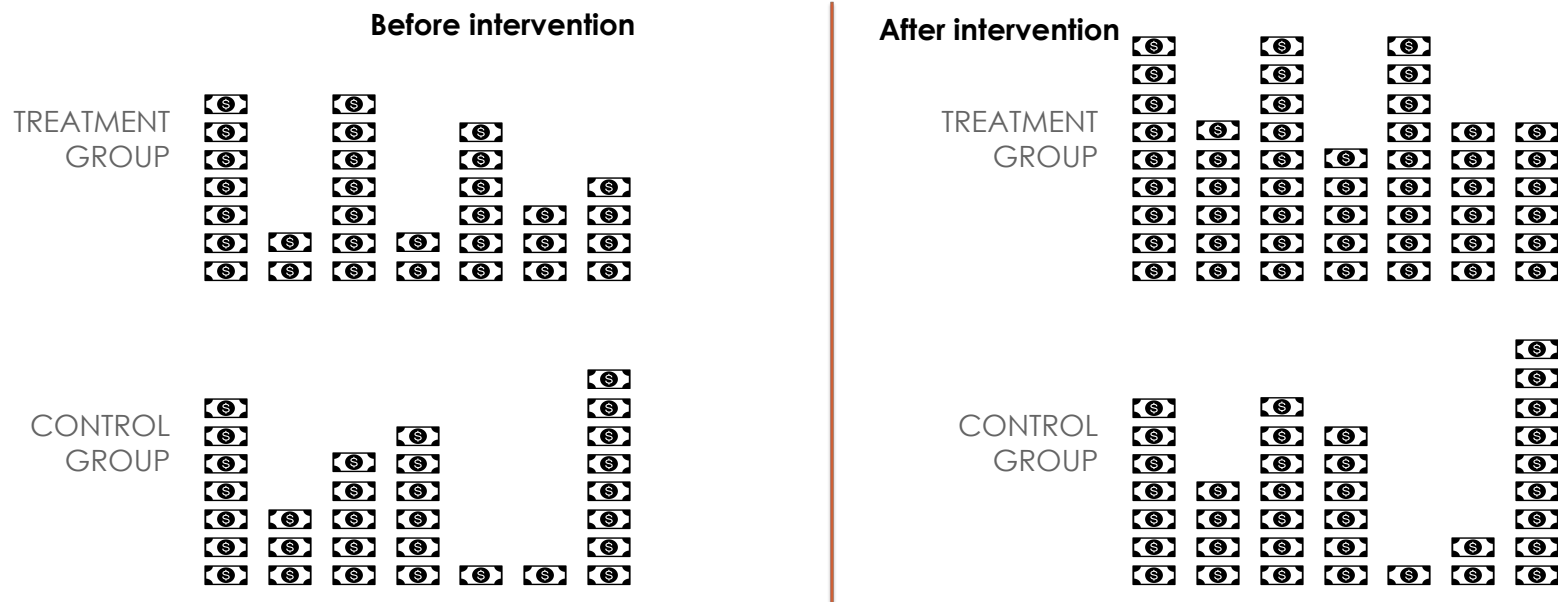 Before intervention
TREATMENT
GROUP
CONTROL
GROUP
After intervention
TREATMENT
GROUP
CONTROL
GROUP